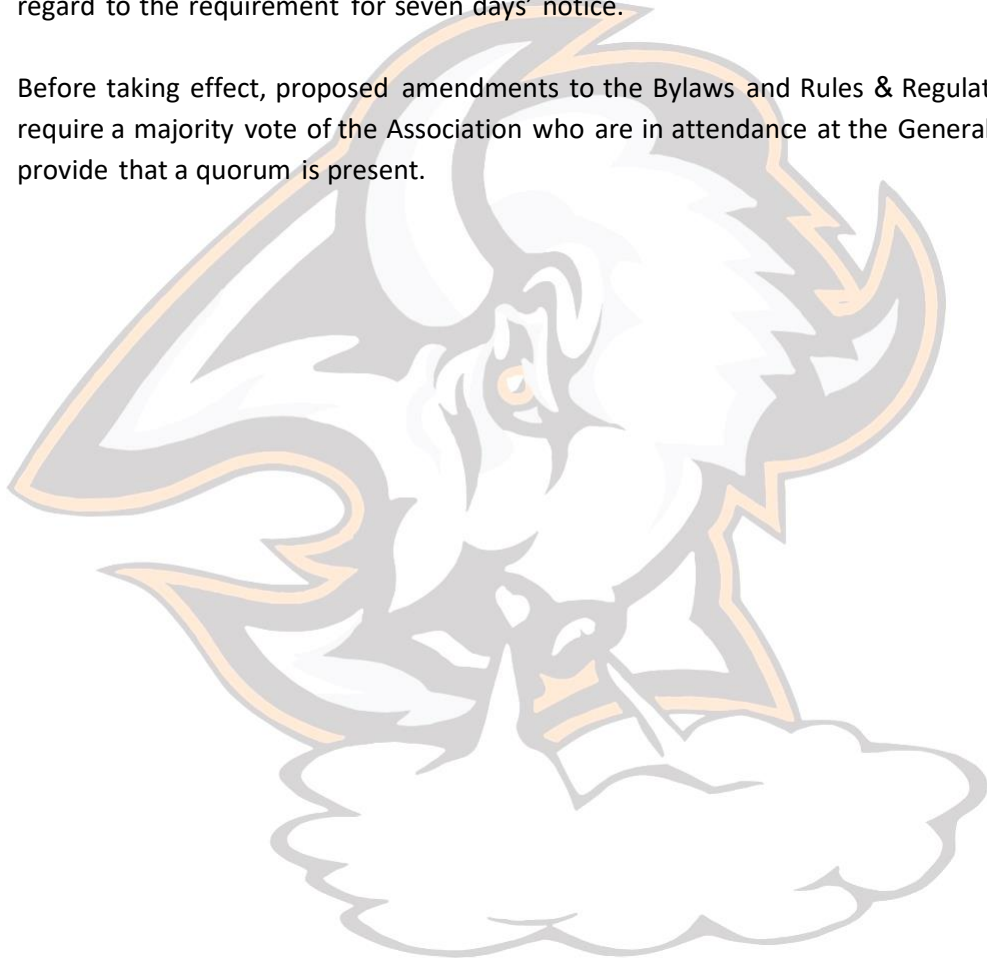 regard to the requirement for seven days’ notice.
Before taking effect, proposed amendments to the Bylaws and Rules & Regulat
require a majority vote of the Association who are in attendance at the General
provide that a quorum is present.